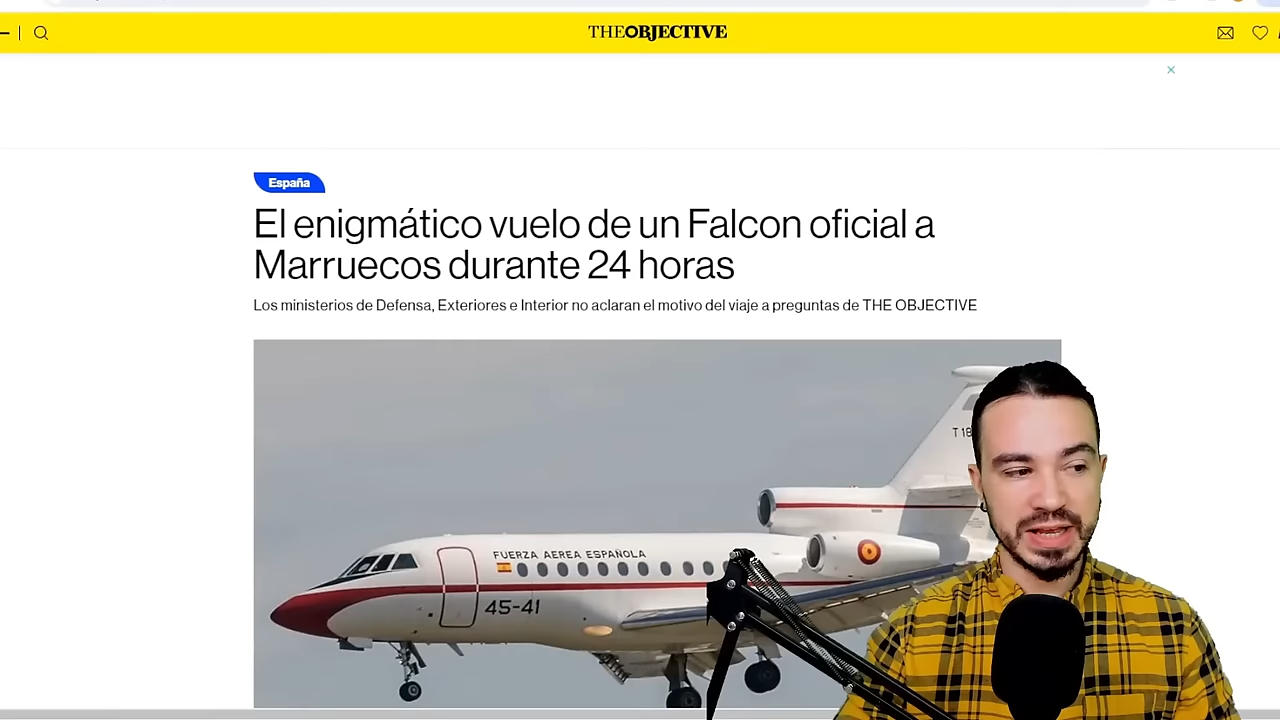 THEOBJECTIVE
España
El enigmático vuelo de un Falcon oficial a
Marruecos durante 24 horas
Los ministerios de Defensa, Exteriores e Interior no aclaran el motivo del viaje a preguntas de THE OBJECTIVE
T 18
FUERZA AEREA ESPAÑOLA
45-41